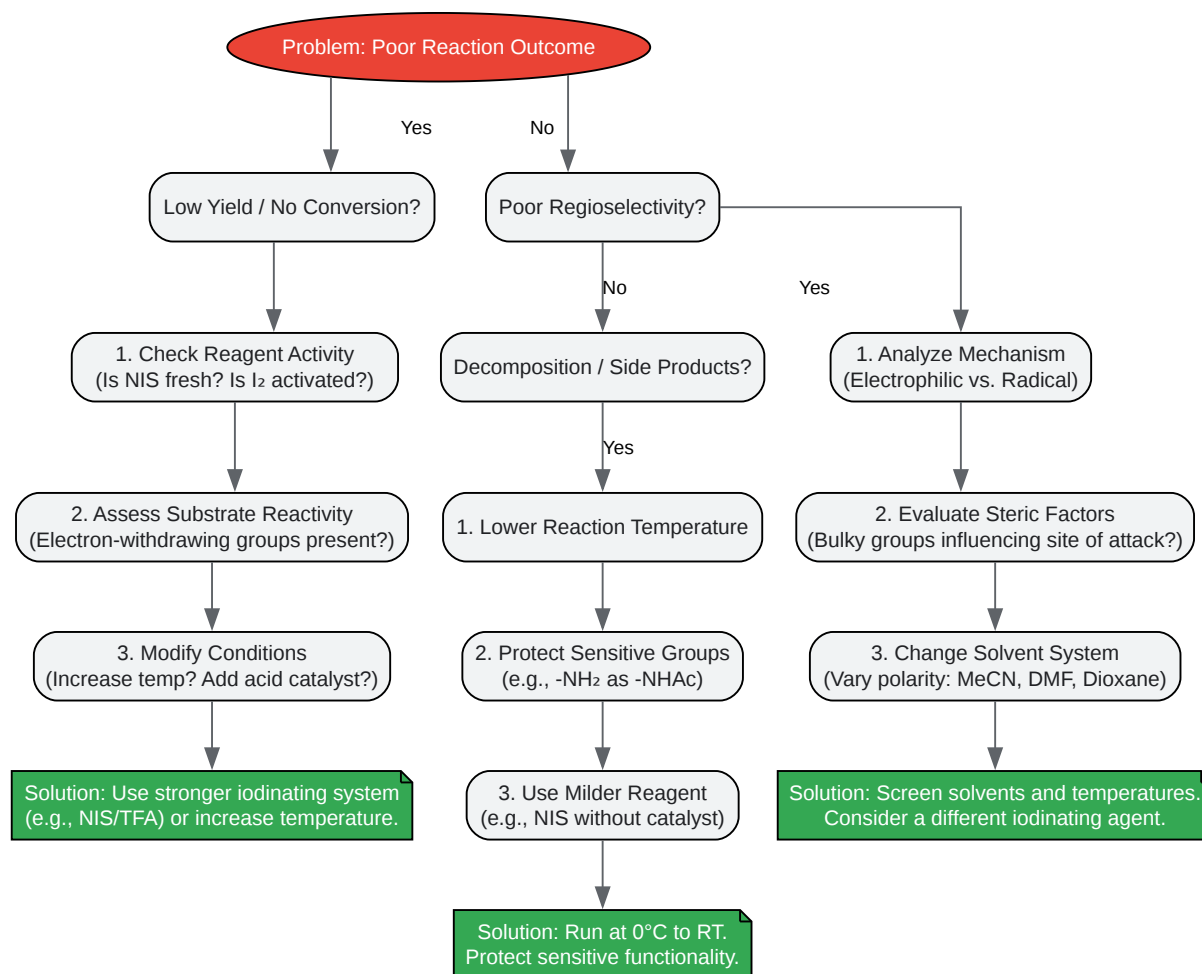 Problem: Poor Reaction Outcome
Yes
No
Low Yield / No Conversion?
Poor Regioselectivity?
No
Yes
1. Check Reagent Activity
(Is NIS fresh? Is I₂ activated?)
Decomposition / Side Products?
1. Analyze Mechanism
(Electrophilic vs. Radical)
Yes
2. Assess Substrate Reactivity
(Electron-withdrawing groups present?)
1. Lower Reaction Temperature
2. Evaluate Steric Factors
(Bulky groups influencing site of attack?)
3. Modify Conditions
(Increase temp? Add acid catalyst?)
2. Protect Sensitive Groups
(e.g., -NH₂ as -NHAc)
3. Change Solvent System
(Vary polarity: MeCN, DMF, Dioxane)
Solution: Use stronger iodinating system
(e.g., NIS/TFA) or increase temperature.
3. Use Milder Reagent
(e.g., NIS without catalyst)
Solution: Screen solvents and temperatures.
Consider a different iodinating agent.
Solution: Run at 0°C to RT.
Protect sensitive functionality.